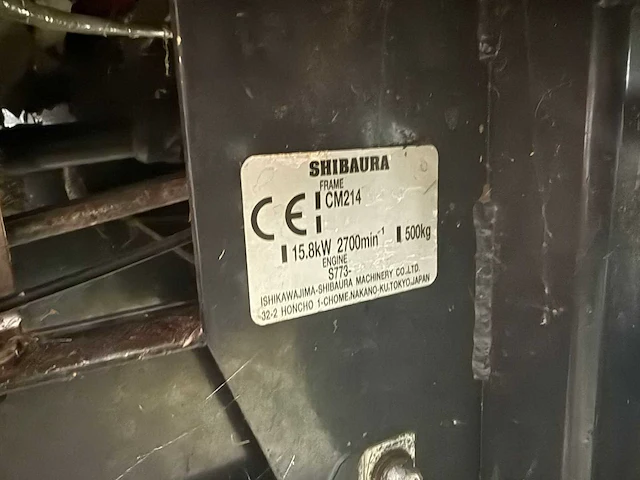 SHIBAURA
FRAME
CE CM214
15.8kW 2700min⁻¹ 500kg
ENGINE
S773-
ISHIKAWAJIMA-SHIBAURA MACHINERY CO.,LTD.
32-2 HONCHO 1-CHOME,NAKANO-KU,TOKYO,JAPAN